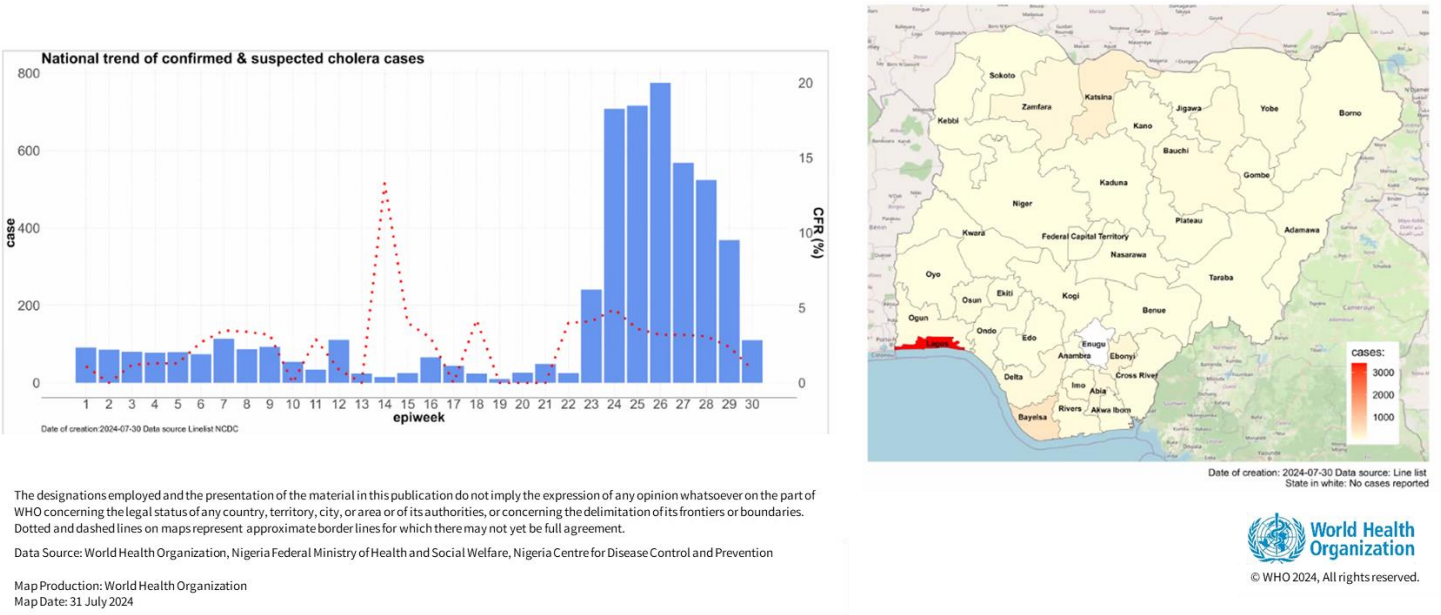 National trend of confirmed & suspected cholera cases
800
600
400
200
0
case
20
15
10
5
0
CFR (%)
1 2 3 4 5 6 7 8 9 10 11 12 13 14 15 16 17 18 19 20 21 22 23 24 25 26 27 28 29 30
epiweek
Date of creation:2024-07-30 Data source Linelist NCDC
Sokoto
Zamfara
Katsina
Kebbi
Kano
Jigawa
Yobe
Borno
Bauchi
Gombe
Kaduna
Niger
Plateau
Adamawa
Kwara
Federal Capital Territory
Nasarawa
Taraba
Oyo
Osun
Ekiti
Kogi
Benue
Ogun
Ondo
Edo
Lagos
Enugu
Anambra
Ebonyi
Delta
Imo
Abia
Cross River
Bayelsa
Rivers
Akwa Ibom
Cameroun
cases:
3000
2000
1000
Date of creation: 2024-07-30 Data source: Line list
State in white: No cases reported
The designations employed and the presentation of the material in this publication do not imply the expression of any opinion whatsoever on the part of
WHO concerning the legal status of any country, territory, city, or area or of its authorities, or concerning the delimitation of its frontiers or boundaries.
Dotted and dashed lines on maps represent approximate border lines for which there may not yet be full agreement.
Data Source: World Health Organization, Nigeria Federal Ministry of Health and Social Welfare, Nigeria Centre for Disease Control and Prevention
Map Production: World Health Organization
Map Date: 31 July 2024
World Health
Organization
© WHO 2024, All rights reserved.